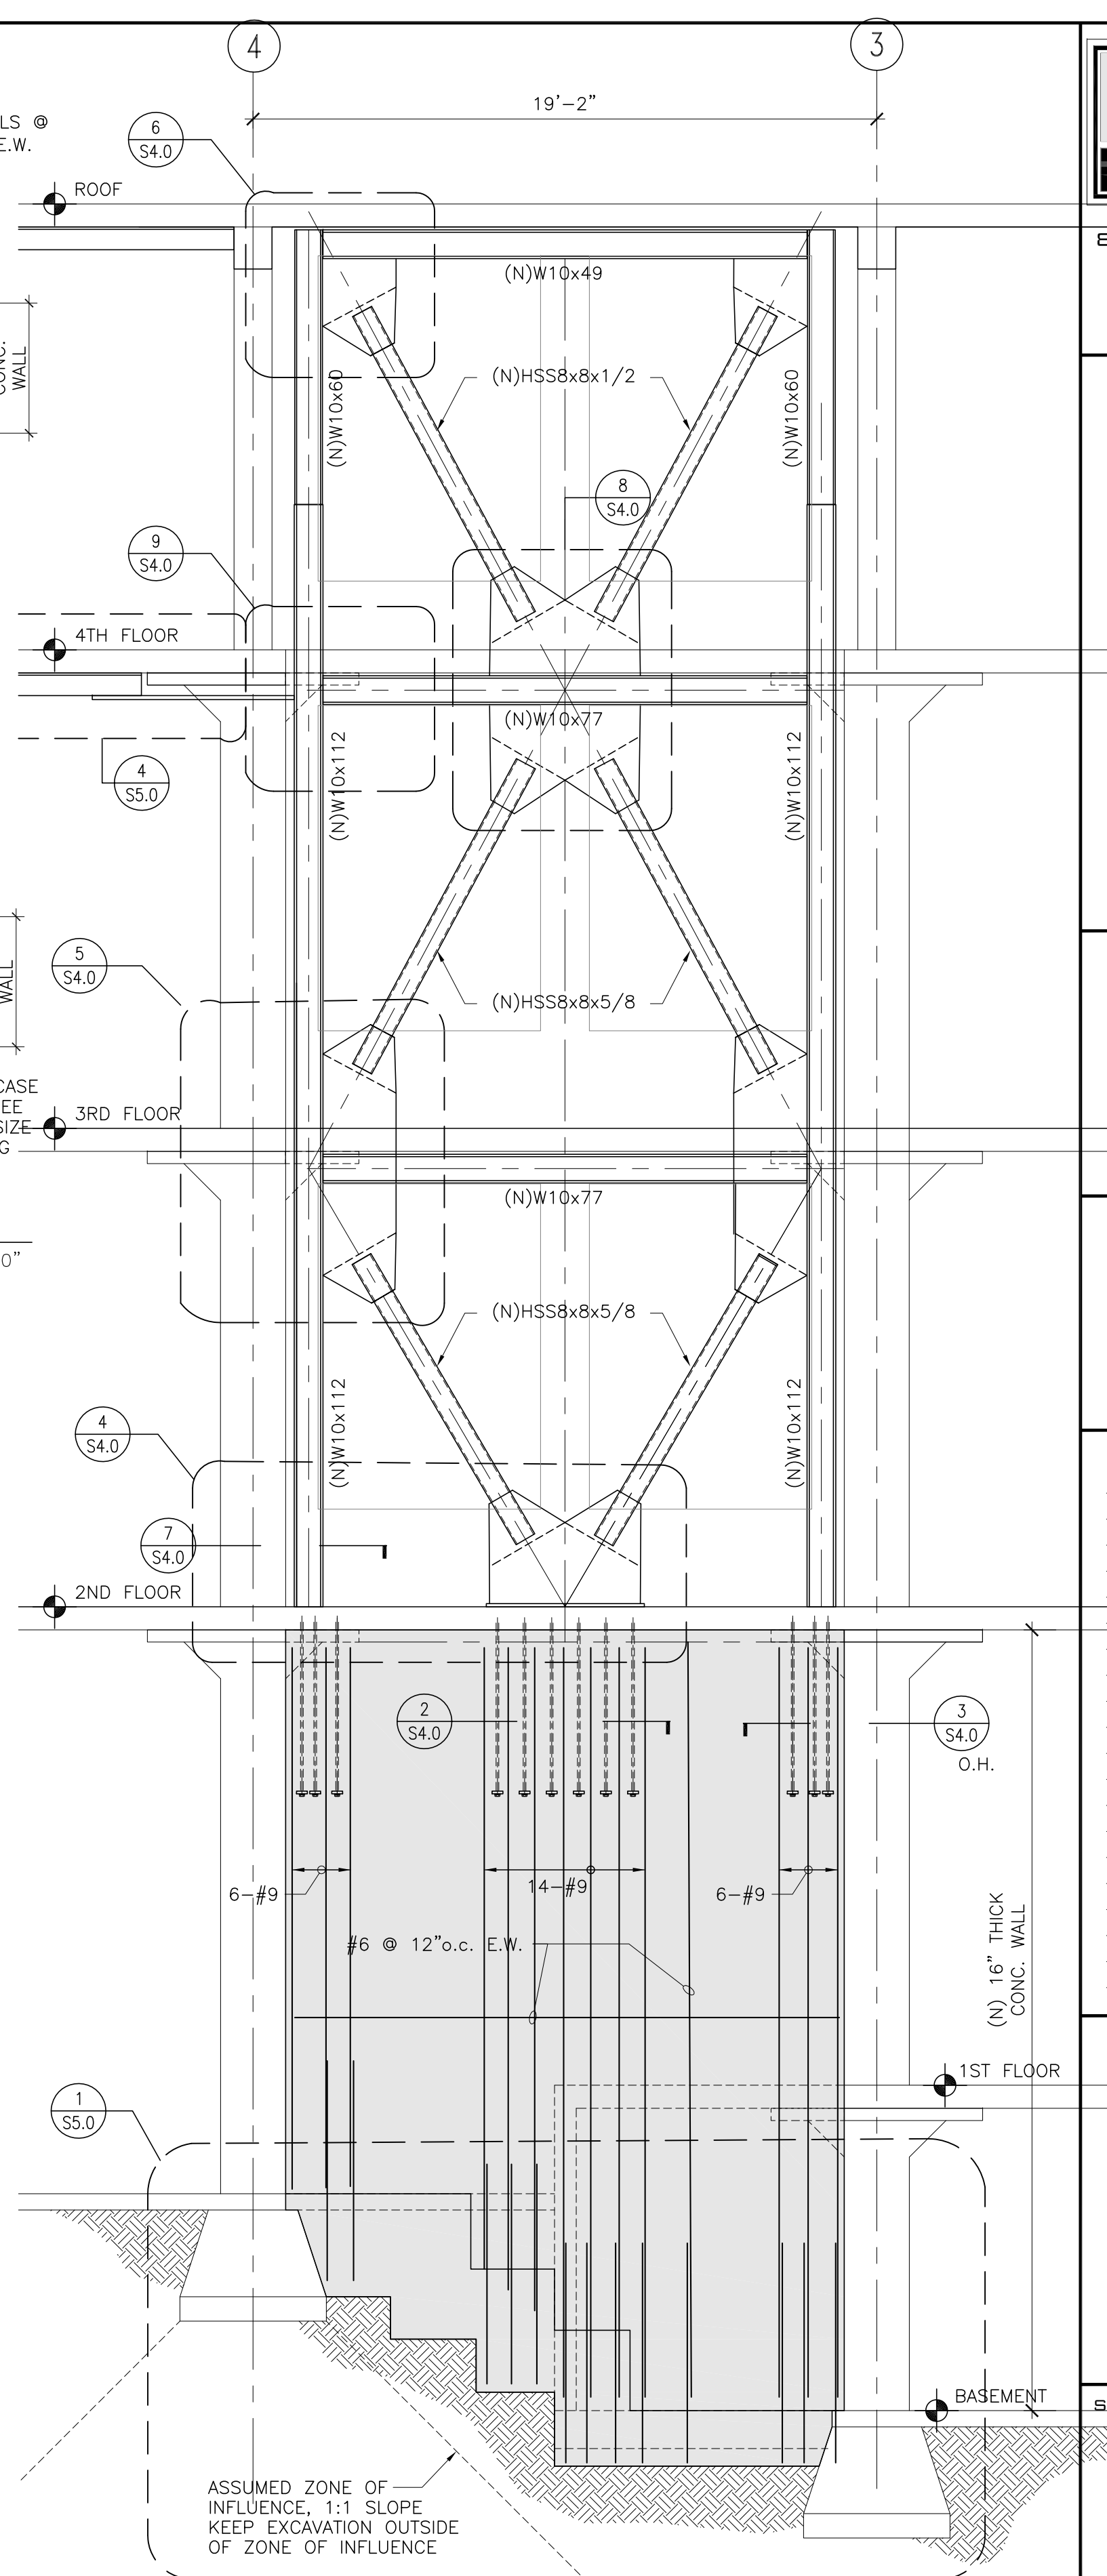 4
3
19'-2"
LS @
E.W.
6
S4.0
ROOF
(N)W10x49
CONC.
WALL
(N)W10x60
(N)HSS8x8x1/2
(N)W10x60
8
S4.0
9
S4.0
4TH FLOOR
(N)W10x77
4
S5.0
(N)W10x112
(N)W10x112
WALL
5
S4.0
(N)HSS8x8x5/8
CASE
EE
SIZE
G
3RD FLOOR
(N)W10x77
0"
(N)HSS8x8x5/8
(N)W10x112
(N)W10x112
4
S4.0
7
S4.0
2ND FLOOR
2
S4.0
3
S4.0
O.H.
6-#9
14-#9
6-#9
#6 @ 12"o.c. E.W.
(N) 16" THICK
CONC. WALL
1ST FLOOR
1
S5.0
BASEMENT
S
ASSUMED ZONE OF
INFLUENCE, 1:1 SLOPE
KEEP EXCAVATION OUTSIDE
OF ZONE OF INFLUENCE